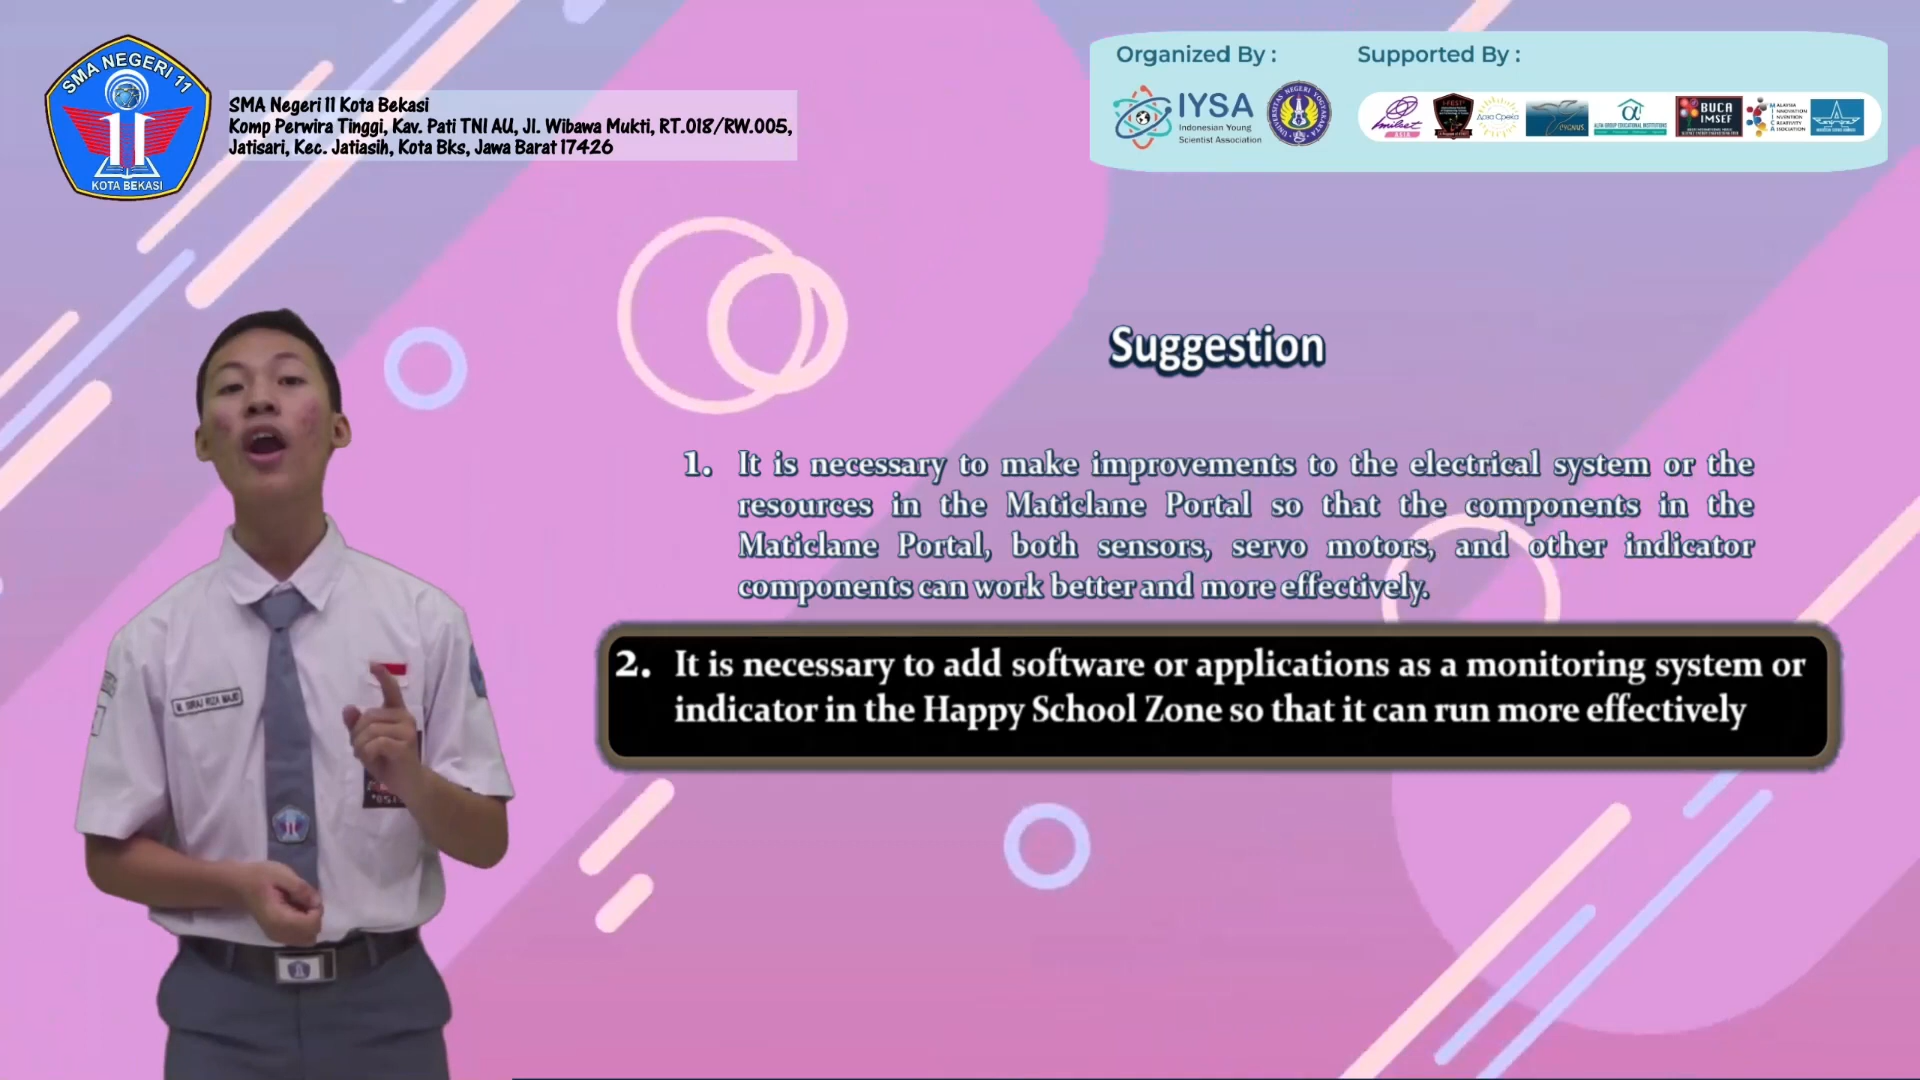 SMA NEGERI 11
KOTA BEKASI
SMA Negeri 11 Kota Bekasi
Komp Perwira Tinggi, Kav. Pati TNI AU, Jl. Wibawa Mukti, RT.018/RW.005,
Jatisari, Kec. Jatiasih, Kota Bks, Jawa Barat 17426
Organized By :
Supported By :
IYSA
Indonesian Young
Scientist Association
UNIVERSITAS NEGERI YOGYAKARTA
I-FEST²
CYGNUS
BUCA
IMSEF
Suggestion
1. It is necessary to make improvements to the electrical system or the
resources in the Maticlane Portal so that the components in the
Maticlane Portal, both sensors, servo motors, and other indicator
components can work better and more effectively.
2. It is necessary to add software or applications as a monitoring system or
indicator in the Happy School Zone so that it can run more effectively